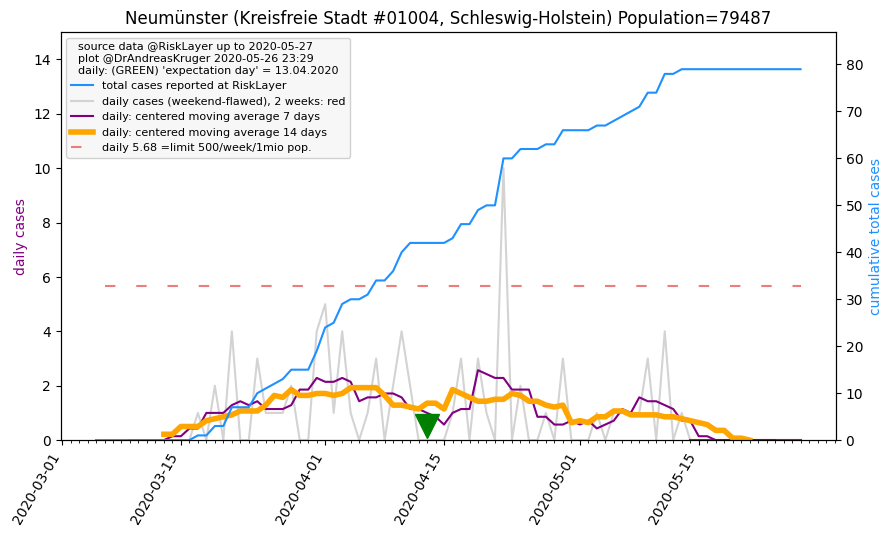 Neumünster (Kreisfreie Stadt #01004, Schleswig-Holstein) Population=79487
source data @RiskLayer up to 2020-05-27
plot @DrAndreasKruger 2020-05-26 23:29
daily: (GREEN) 'expectation day' = 13.04.2020
total cases reported at RiskLayer
daily cases (weekend-flawed), 2 weeks: red
daily: centered moving average 7 days
daily: centered moving average 14 days
daily 5.68 =limit 500/week/1mio pop.
daily cases
14
12
10
8
6
4
2
0
80
70
60
50
40
30
20
10
0
cumulative total cases
2020-03-01
2020-03-15
2020-04-01
2020-04-15
2020-05-01
2020-05-15